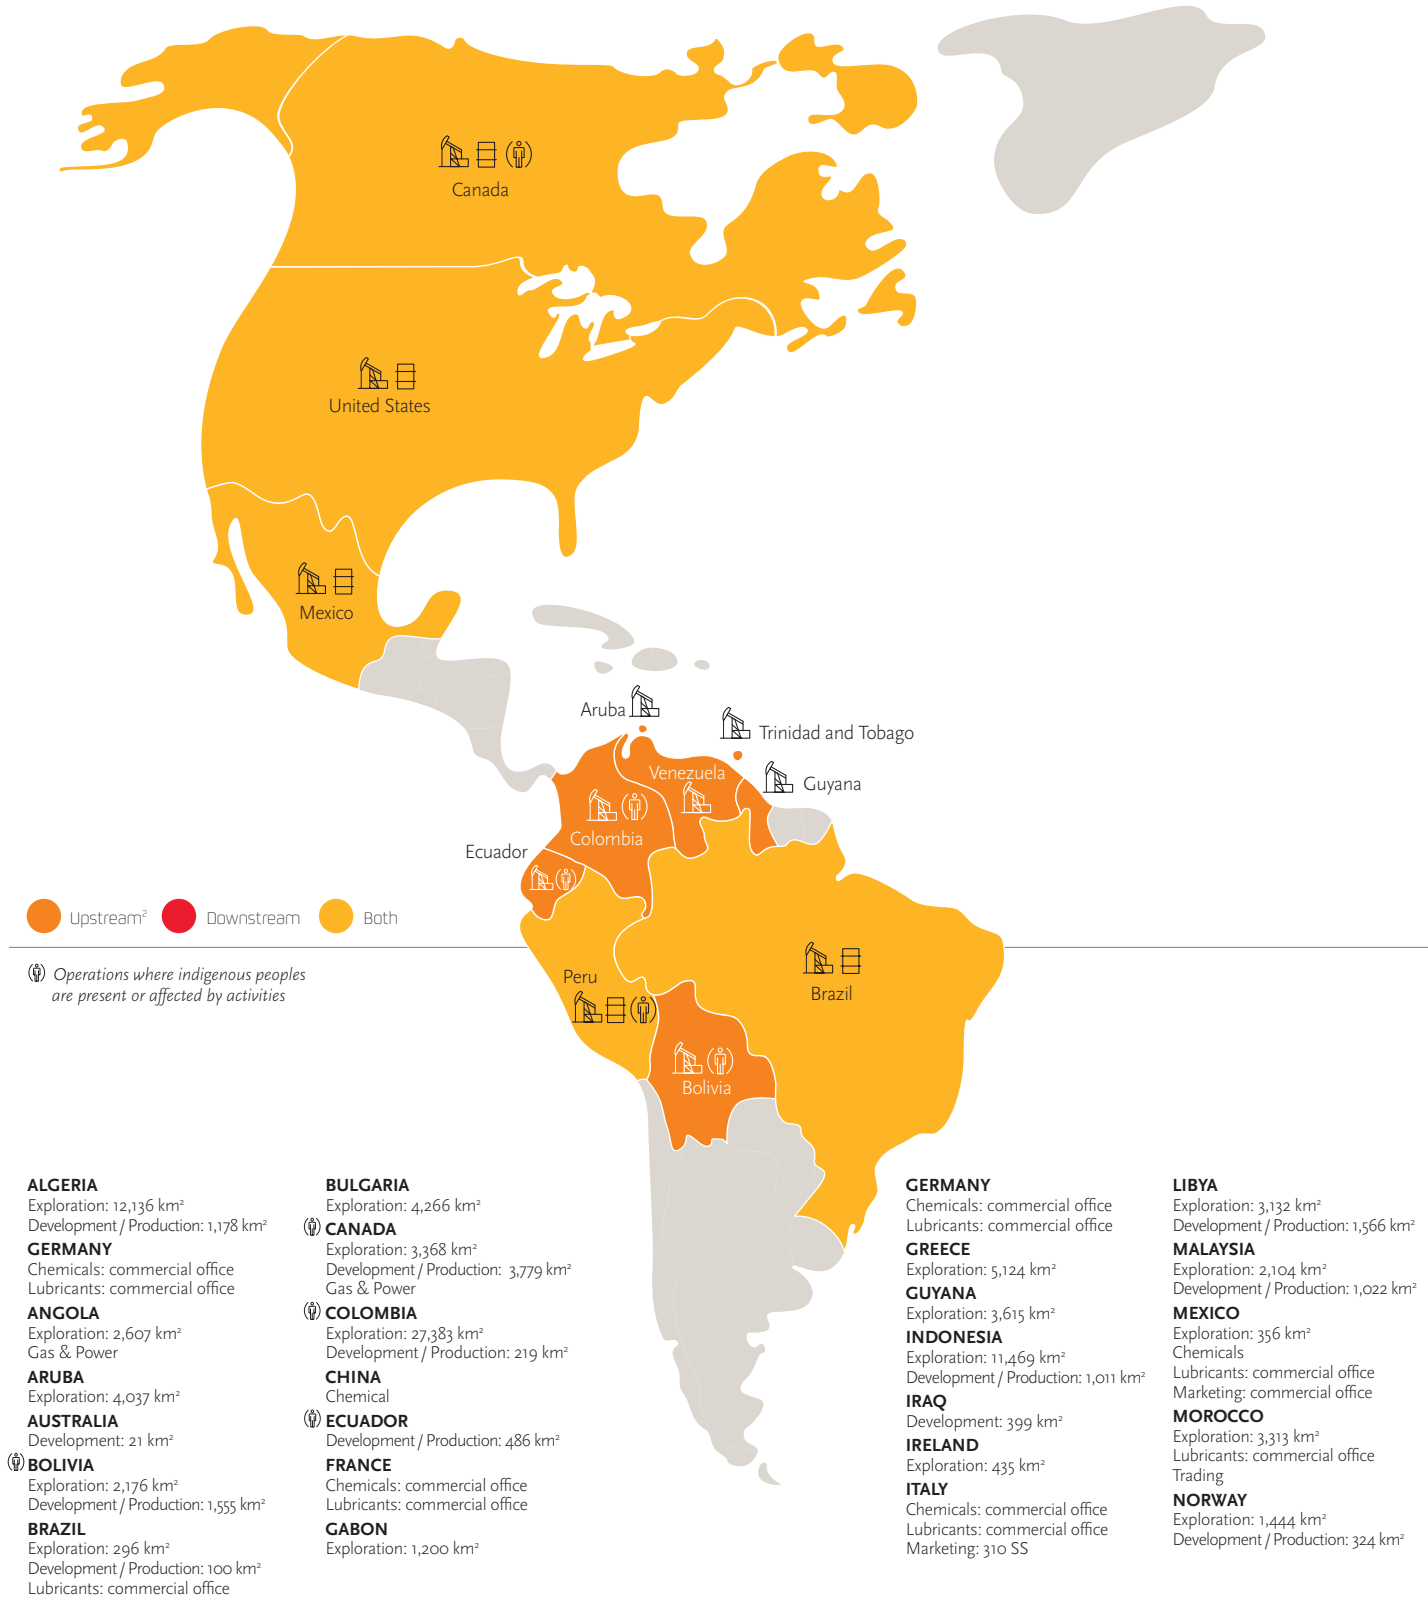 Canada
United States
Mexico
Aruba
Trinidad and Tobago
Venezuela
Guyana
Colombia
Ecuador
Upstream²
Downstream
Both
Operations where indigenous peoples
are present or affected by activities
Peru
Brazil
Bolivia
ALGERIA
Exploration: 12,136 km²
Development / Production: 1,178 km²
GERMANY
Chemicals: commercial office
Lubricants: commercial office
ANGOLA
Exploration: 2,607 km²
Gas & Power
ARUBA
Exploration: 4,037 km²
AUSTRALIA
Development: 21 km²
BOLIVIA
Exploration: 2,176 km²
Development / Production: 1,555 km²
BRAZIL
Exploration: 296 km²
Development / Production: 100 km²
Lubricants: commercial office
BULGARIA
Exploration: 4,266 km²
CANADA
Exploration: 3,368 km²
Development / Production: 3,779 km²
Gas & Power
COLOMBIA
Exploration: 27,383 km²
Development / Production: 219 km²
CHINA
Chemical
ECUADOR
Development / Production: 486 km²
FRANCE
Chemicals: commercial office
Lubricants: commercial office
GABON
Exploration: 1,200 km²
GERMANY
Chemicals: commercial office
Lubricants: commercial office
GREECE
Exploration: 5,124 km²
GUYANA
Exploration: 3,615 km²
INDONESIA
Exploration: 11,469 km²
Development / Production: 1,011 km²
IRAQ
Development: 399 km²
IRELAND
Exploration: 435 km²
ITALY
Chemicals: commercial office
Lubricants: commercial office
Marketing: 310 SS
LIBYA
Exploration: 3,132 km²
Development / Production: 1,566 km²
MALAYSIA
Exploration: 2,104 km²
Development / Production: 1,022 km²
MEXICO
Exploration: 356 km²
Chemicals
Lubricants: commercial office
Marketing: commercial office
MOROCCO
Exploration: 3,313 km²
Lubricants: commercial office
Trading
NORWAY
Exploration: 1,444 km²
Development / Production: 324 km²